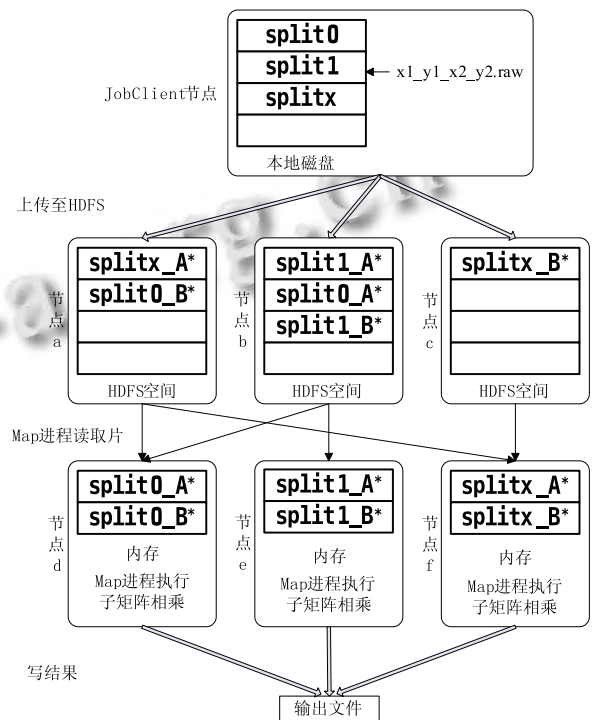 split0
split1
x1_y1_x2_y2.raw
JobClient节点
splitx
本地磁盘
上传至HDFS
splitx_A*
split0_B*
节点a
HDFS空间
split1_A*
split0_A*
split1_B*
节点b
HDFS空间
splitx_B*
节点c
HDFS空间
Map进程读取片
split0_A*
split0_B*
节点d
内存
Map进程执行
子矩阵相乘
split1_A*
split1_B*
节点e
内存
Map进程执行
子矩阵相乘
splitx_A*
splitx_B*
节点f
内存
Map进程执行
子矩阵相乘
写结果
输出文件